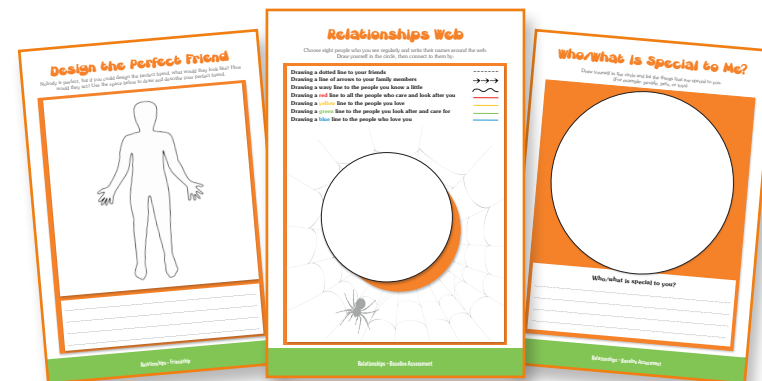 Design the Perfect Friend
Nobody is perfect, but if you could design the perfect friend, what would they look like? How
would they act? Use the space below to draw and describe your perfect friend.
Relationships - Friendship
Relationships Web
Choose eight people who you see regularly and write their names around the web.
Draw yourself in the circle, then connect to them by:
Drawing a dotted line to your friends
Drawing a line of arrows to your family members
Drawing a wavy line to the people you know a little
Drawing a red line to all the people who care and look after you
Drawing a yellow line to the people you love
Drawing a green line to the people you look after and care for
Drawing a blue line to the people who love you
Relationships - Baseline Assessment
Who/What is Special to Me?
Draw yourself in the circle and list the things that are special to you
(For example: people, pets, or toys)
Who/what is special to you?
Relationships - Baseline Assessment